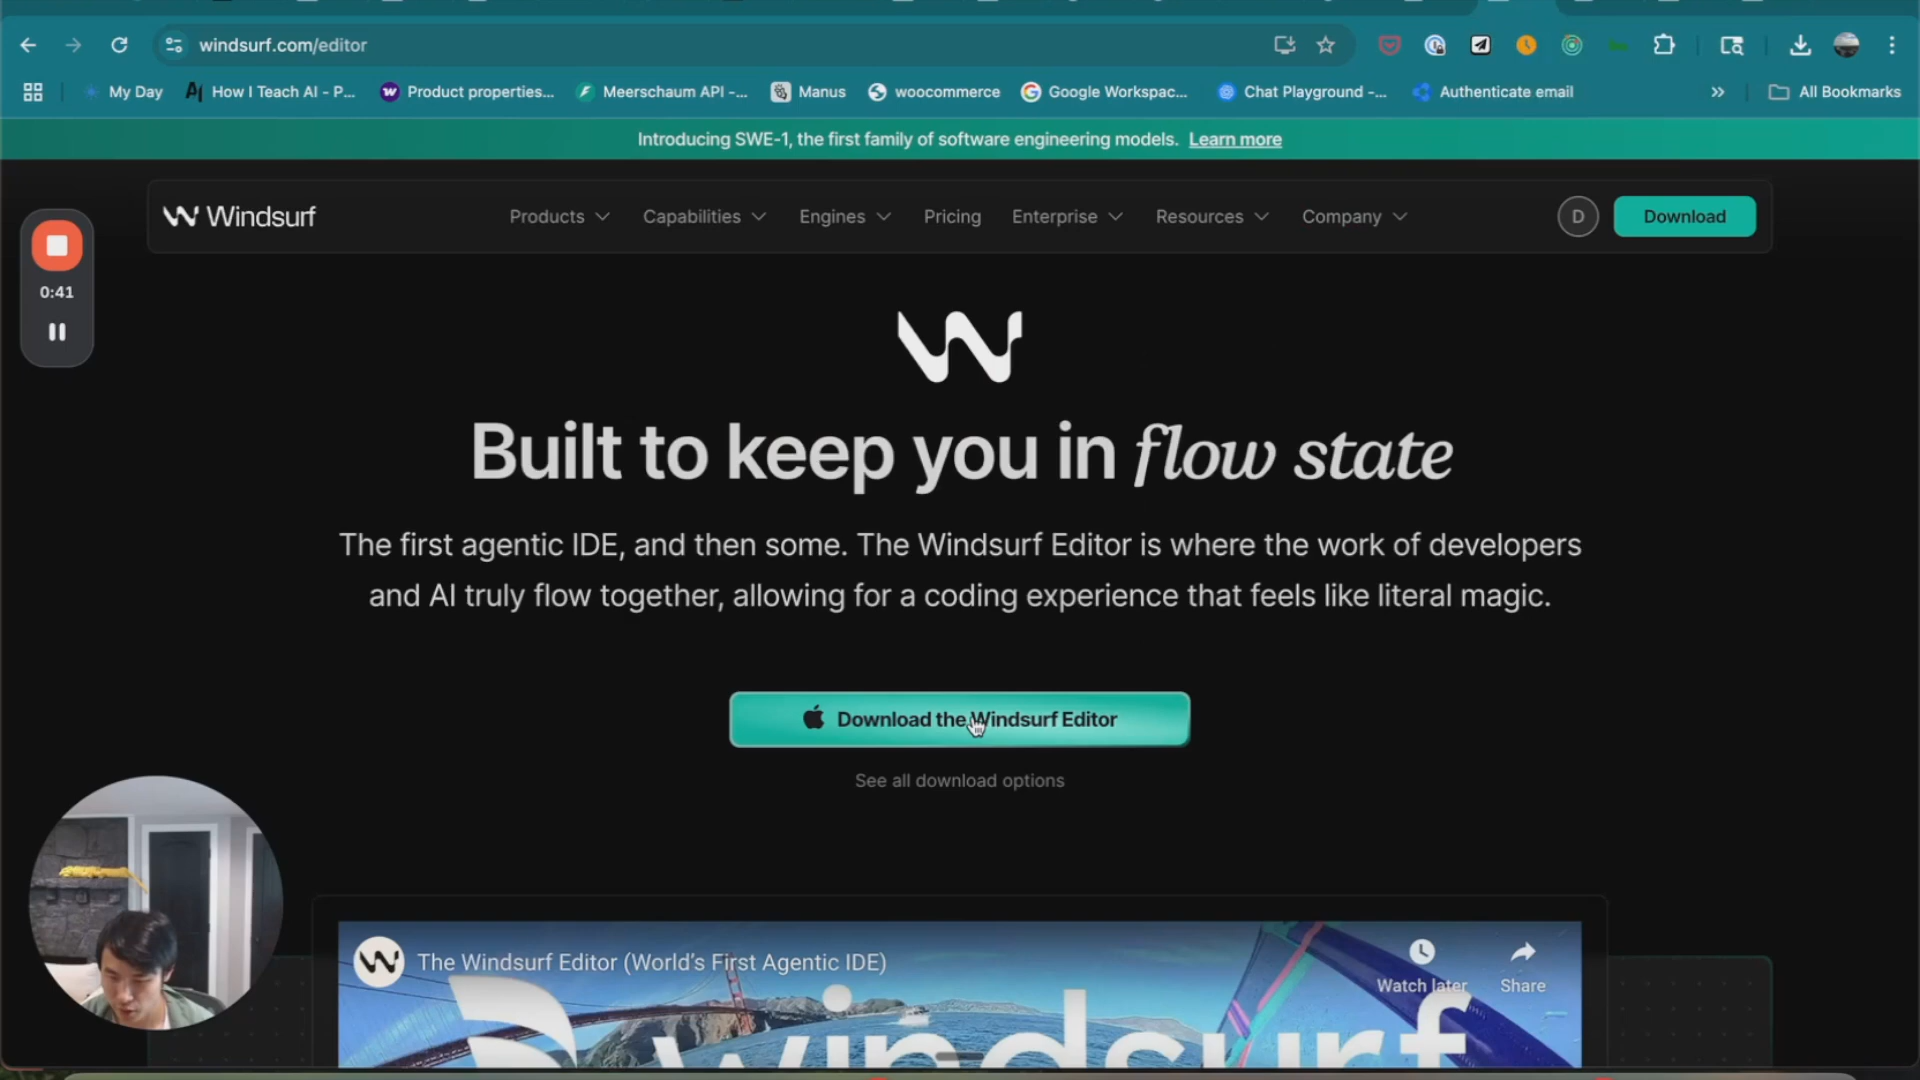 windsurf.com/editor
My Day
How I Teach AI - P...
Product properties...
Meerschaum API -...
Manus
woocommerce
Google Workspac...
Chat Playground -...
Authenticate email
All Bookmarks
Introducing SWE-1, the first family of software engineering models. Learn more
Windsurf
Products
Capabilities
Engines
Pricing
Enterprise
Resources
Company
D
Download
0:41
Built to keep you in flow state
The first agentic IDE, and then some. The Windsurf Editor is where the work of developers
and AI truly flow together, allowing for a coding experience that feels like literal magic.
Download the Windsurf Editor
See all download options
The Windsurf Editor (World's First Agentic IDE)
Watch later
Share
windsurf